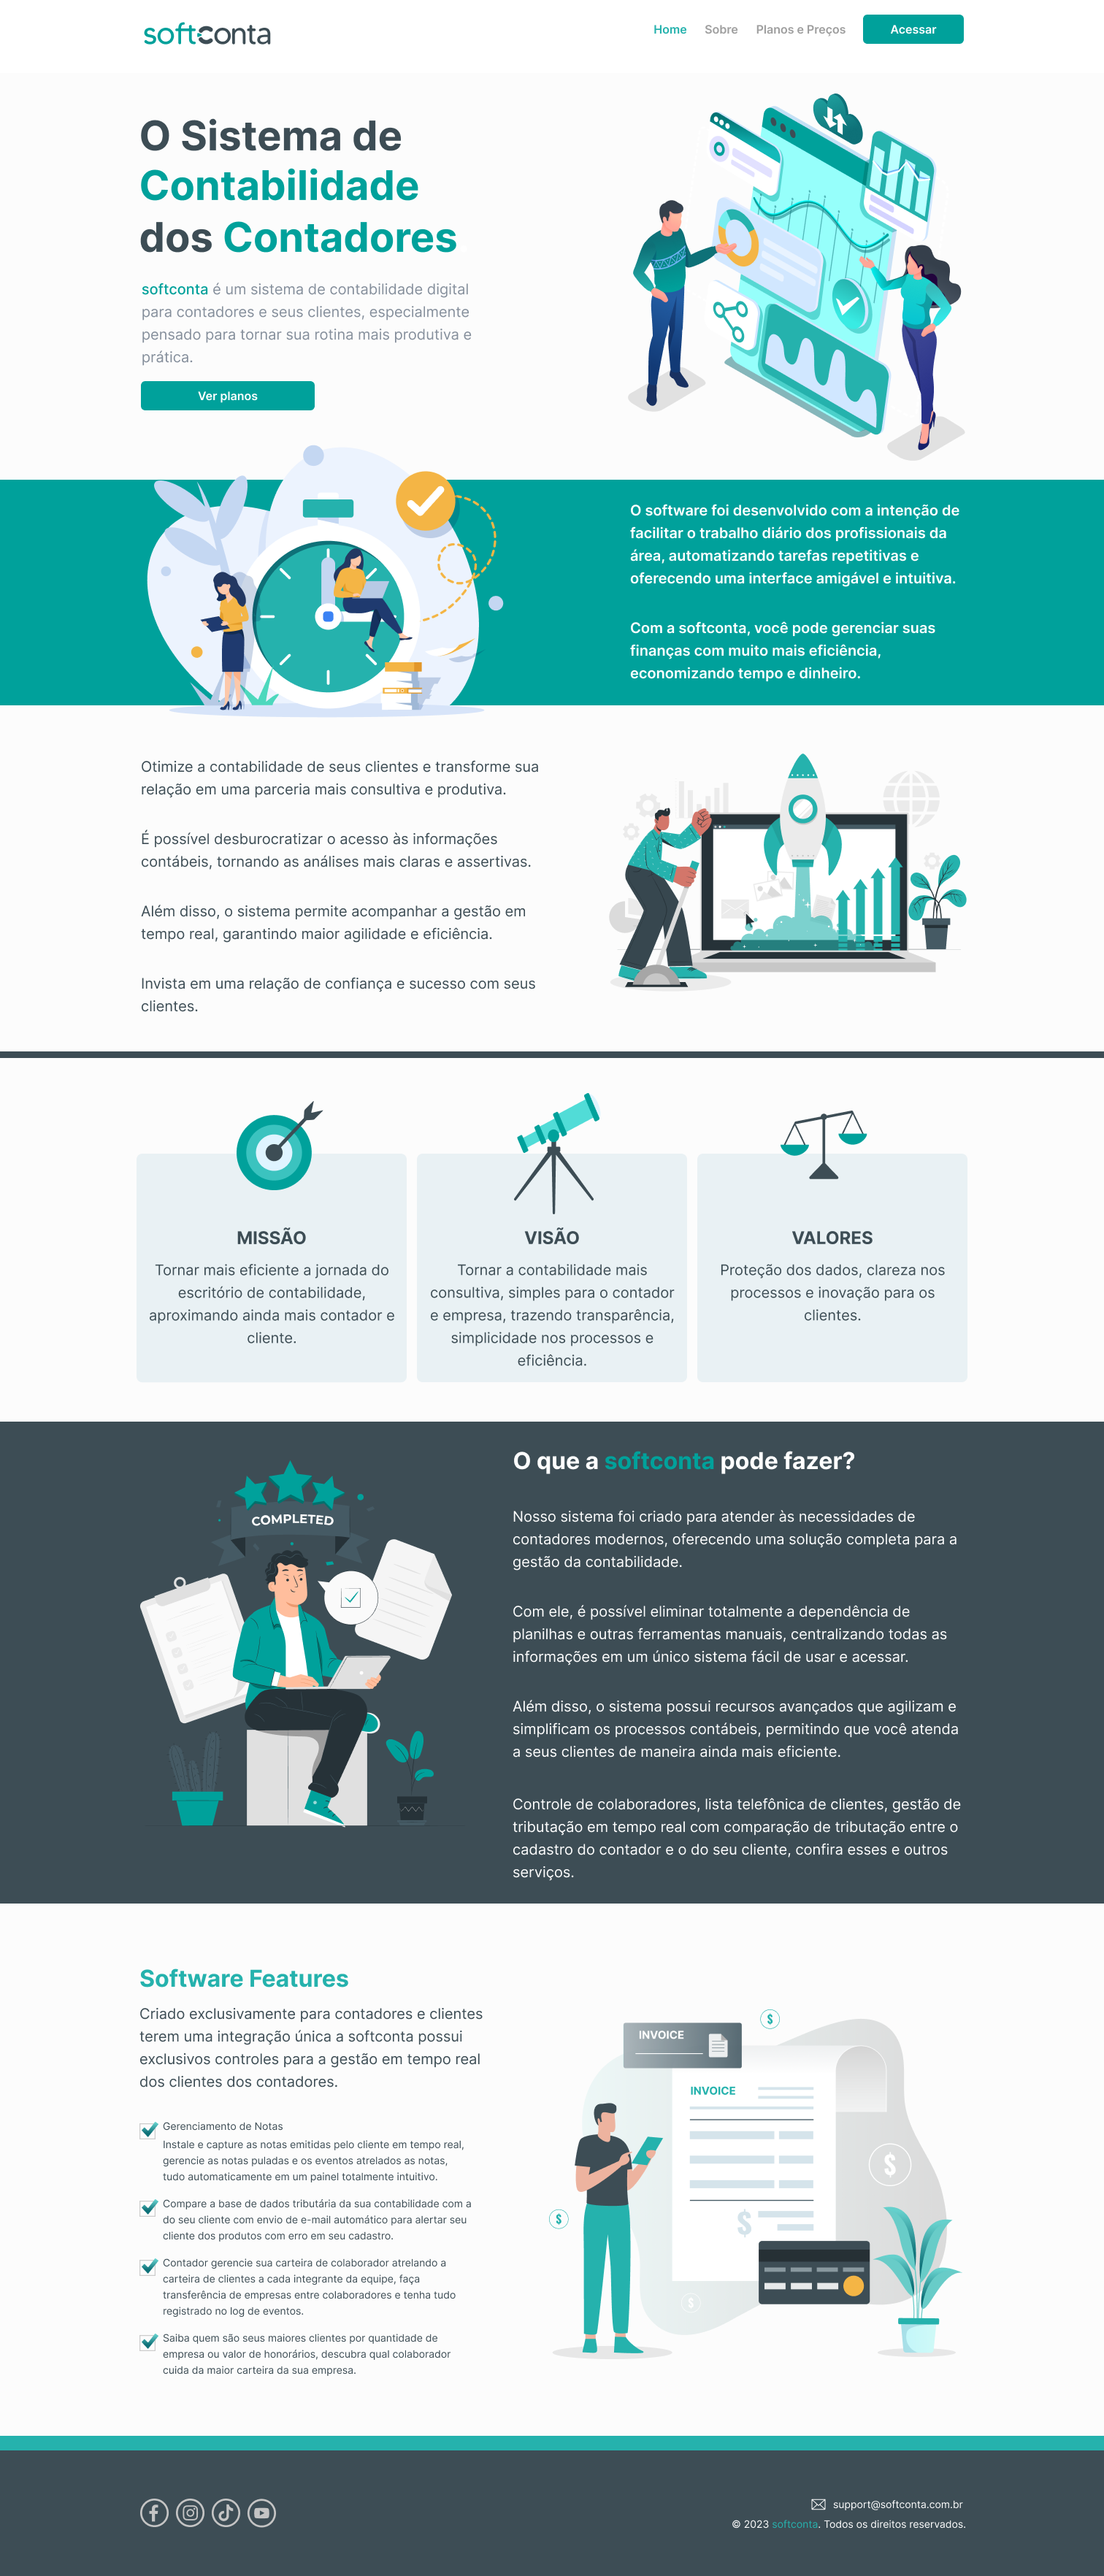 softconta
Home Sobre Planos e Preços Acessar
O Sistema de
Contabilidade
dos Contadores
softconta é um sistema de contabilidade digital
para contadores e seus clientes, especialmente
pensado para tornar sua rotina mais produtiva e
prática.
Ver planos
O software foi desenvolvido com a intenção de
facilitar o trabalho diário dos profissionais da
área, automatizando tarefas repetitivas e
oferecendo uma interface amigável e intuitiva.
Com a softconta, você pode gerenciar suas
finanças com muito mais eficiência,
economizando tempo e dinheiro.
Otimize a contabilidade de seus clientes e transforme sua
relação em uma parceria mais consultiva e produtiva.
É possível desburocratizar o acesso às informações
contábeis, tornando as análises mais claras e assertivas.
Além disso, o sistema permite acompanhar a gestão em
tempo real, garantindo maior agilidade e eficiência.
Invista em uma relação de confiança e sucesso com seus
clientes.
MISSÃO
Tornar mais eficiente a jornada do
escritório de contabilidade,
aproximando ainda mais contador e
cliente.
VISÃO
Tornar a contabilidade mais
consultiva, simples para o contador
e empresa, trazendo transparência,
simplicidade nos processos e
eficiência.
VALORES
Proteção dos dados, clareza nos
processos e inovação para os
clientes.
COMPLETED
O que a softconta pode fazer?
Nosso sistema foi criado para atender às necessidades de
contadores modernos, oferecendo uma solução completa para a
gestão da contabilidade.
Com ele, é possível eliminar totalmente a dependência de
planilhas e outras ferramentas manuais, centralizando todas as
informações em um único sistema fácil de usar e acessar.
Além disso, o sistema possui recursos avançados que agilizam e
simplificam os processos contábeis, permitindo que você atenda
a seus clientes de maneira ainda mais eficiente.
Controle de colaboradores, lista telefônica de clientes, gestão de
tributação em tempo real com comparação de tributação entre o
cadastro do contador e o do seu cliente, confira esses e outros
serviços.
Software Features
Criado exclusivamente para contadores e clientes
terem uma integração única a softconta possui
exclusivos controles para a gestão em tempo real
dos clientes dos contadores.
Gerenciamento de Notas
Instale e capture as notas emitidas pelo cliente em tempo real,
gerencie as notas puladas e os eventos atrelados as notas,
tudo automaticamente em um painel totalmente intuitivo.
Compare a base de dados tributária da sua contabilidade com a
do seu cliente com envio de e-mail automático para alertar seu
cliente dos produtos com erro em seu cadastro.
Contador gerencie sua carteira de colaborador atrelando a
carteira de clientes a cada integrante da equipe, faça
transferência de empresas entre colaboradores e tenha tudo
registrado no log de eventos.
Saiba quem são seus maiores clientes por quantidade de
empresa ou valor de honorários, descubra qual colaborador
cuida da maior carteira da sua empresa.
$
INVOICE
INVOICE
$
$
$
$
support@softconta.com.br
© 2023 softconta. Todos os direitos reservados.